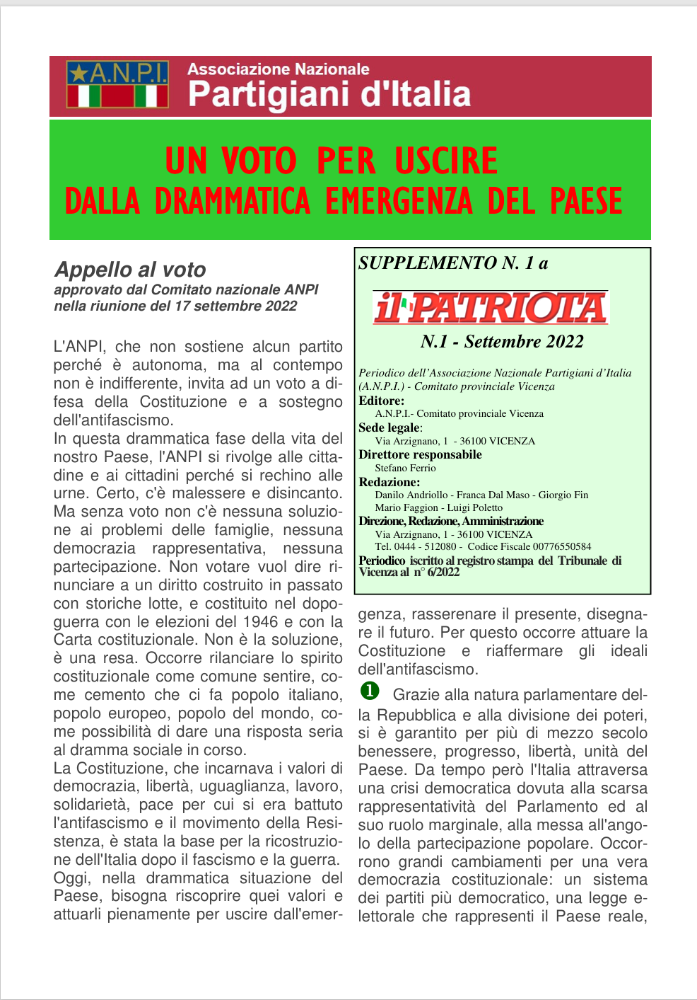 A.N.P.I.
Associazione Nazionale
Partigiani d'Italia
UN VOTO PER USCIRE
DALLA DRAMMATICA EMERGENZA DEL PAESE
Appello al voto
approvato dal Comitato nazionale ANPI
nella riunione del 17 settembre 2022
L'ANPI, che non sostiene alcun partito
perché è autonoma, ma al contempo
non è indifferente, invita ad un voto a di-
fesa della Costituzione e a sostegno
dell'antifascismo.
In questa drammatica fase della vita del
nostro Paese, l'ANPI si rivolge alle citta-
dine e ai cittadini perché si rechino alle
urne. Certo, c'è malessere e disincanto.
Ma senza voto non c'è nessuna soluzio-
ne ai problemi delle famiglie, nessuna
democrazia rappresentativa, nessuna
partecipazione. Non votare vuol dire ri-
nunciare a un diritto costruito in passato
con storiche lotte, e costituito nel dopo-
guerra con le elezioni del 1946 e con la
Carta costituzionale. Non è la soluzione,
è una resa. Occorre rilanciare lo spirito
costituzionale come comune sentire, co-
me cemento che ci fa popolo italiano,
popolo europeo, popolo del mondo, co-
me possibilità di dare una risposta seria
al dramma sociale in corso.
La Costituzione, che incarnava i valori di
democrazia, libertà, uguaglianza, lavoro,
solidarietà, pace per cui si era battuto
l'antifascismo e il movimento della Resi-
stenza, è stata la base per la ricostruzio-
ne dell'Italia dopo il fascismo e la guerra.
Oggi, nella drammatica situazione del
Paese, bisogna riscoprire quei valori e
attuarli pienamente per uscire dall'emer-
SUPPLEMENTO N. 1 a
il PATRIOTA
N.1 - Settembre 2022
Periodico dell'Associazione Nazionale Partigiani d'Italia
(A.N.P.I.) - Comitato provinciale Vicenza
Editore:
A.N.P.I.- Comitato provinciale Vicenza
Sede legale:
Via Arzignano, 1 - 36100 VICENZA
Direttore responsabile
Stefano Ferrio
Redazione:
Danilo Andriollo - Franca Dal Maso - Giorgio Fin
Mario Faggion - Luigi Poletto
Direzione, Redazione, Amministrazione
Via Arzignano, 1 - 36100 VICENZA
Tel. 0444 - 512080 - Codice Fiscale 00776550584
Periodico iscritto al registro stampa del Tribunale di
Vicenza al n° 6/2022
genza, rasserenare il presente, disegna-
re il futuro. Per questo occorre attuare la
Costituzione e riaffermare gli ideali
dell'antifascismo.
❶ Grazie alla natura parlamentare del-
la Repubblica e alla divisione dei poteri,
si è garantito per più di mezzo secolo
benessere, progresso, libertà, unità del
Paese. Da tempo però l'Italia attraversa
una crisi democratica dovuta alla scarsa
rappresentatività del Parlamento ed al
suo ruolo marginale, alla messa all'ango-
lo della partecipazione popolare. Occor-
rono grandi cambiamenti per una vera
democrazia costituzionale: un sistema
dei partiti più democratico, una legge e-
lettorale che rappresenti il Paese reale,